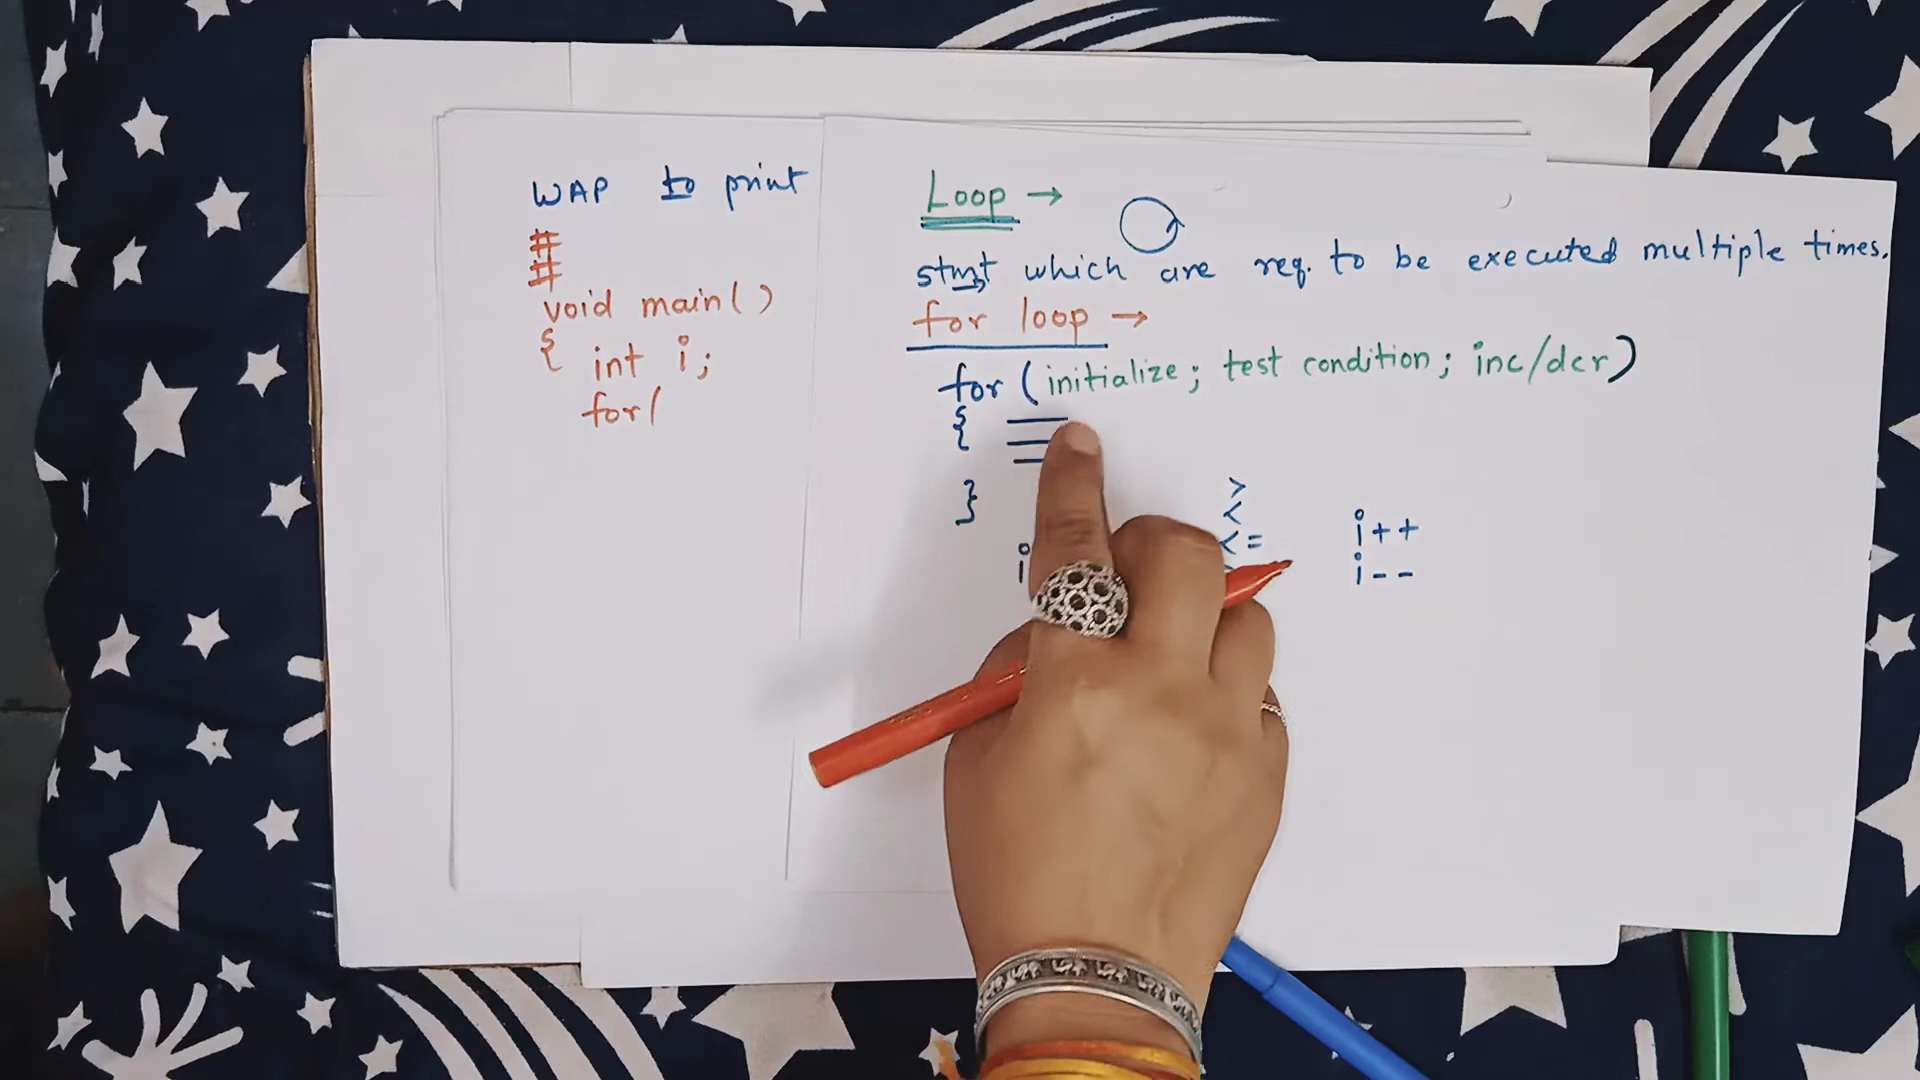 WAP to print
#
#
void main()
{ int i;
for(
Loop →
stmt which are req. to be executed multiple times.
for loop →
for (initialize; test condition; inc/dcr)
{
}
i
>
<
<=
i++
i--